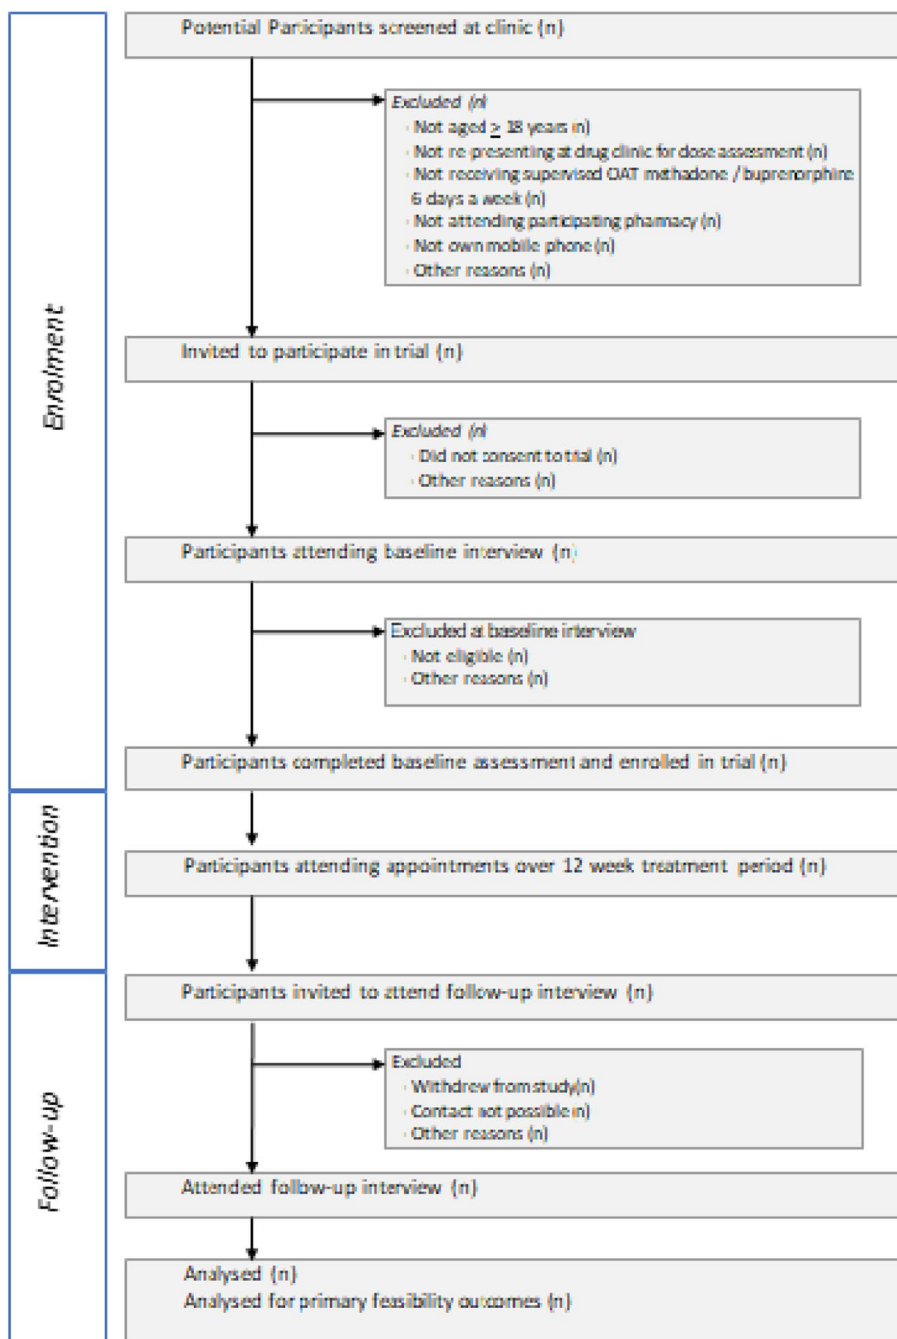 Enrolment
Potential Participants screened at clinic (n)
Excluded (n)
· Not aged > 18 years n)
· Not re-presenting at drug clinic for dose assessment (n)
· Not receiving supervised OAT methadone / buprenorphine
6 days a week (n)
· Not attending participating pharmacy (n)
· Not own mobile phone (n)
· Other reasons (n)
Invited to participate in trial (n)
Excluded (n)
· Did not consent to trial (n)
· Other reasons (n)
Participants attending baseline interview (n)
Excluded at baseline interview
· Not eligible (n)
· Other reasons (n)
Participants completed baseline assessment and enrolled in trial (n)
Intervention
Participants attending appointments over 12 week treatment period (n)
Follow-up
Participants invited to attend follow-up interview (n)
Excluded
· Withdrew from study(n)
· Contact not possible n)
· Other reasons (n)
Attended follow-up interview (n)
Analysed (n)
Analysed for primary feasibility outcomes (n)